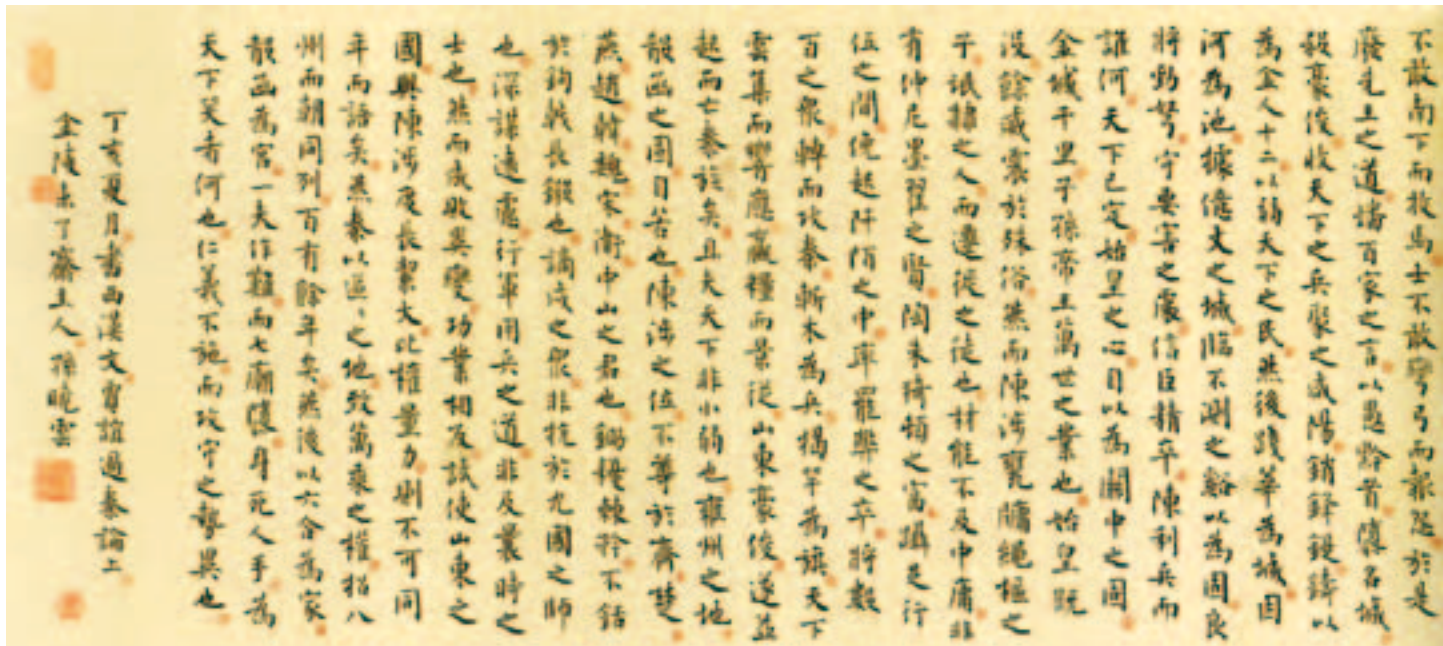 不敢南下而牧馬士不敢彎弓而報怨於是
廢先王之道燔百家之言以愚黔首隳名城
殺豪俊收天下之兵聚之咸陽銷鋒鍉鑄以
為金人十二以弱天下之民然後踐華為城因
河為池據億丈之城臨不測之谿以為固良
將勁弩守要害之處信臣精卒陳利兵而
誰何天下已定始皇之心自以為關中之固
金城千里子孫帝王萬世之業也始皇既
沒餘威震於殊俗然而陳涉甕牖繩樞之
子氓隸之人而遷徙之徒也材能不及中庸非
有仲尼墨翟之賢陶朱猗頓之富躡足行
伍之間俛起阡陌之中率罷弊之卒將數
百之眾轉而攻秦斬木為兵揭竿為旗天下
雲集而響應贏糧而景從山東豪俊遂並
起而亡秦族矣且夫天下非小弱也雍州之地
殽函之固自若也陳涉之位不尊於齊楚
燕趙韓魏宋衛中山之君也鋤櫌棘矜不銛
於鉤戟長鎩也謫戍之眾非抗於九國之師
也深謀遠慮行軍用兵之道非及曩時之
士也然而成敗異變功業相反試使山東之
國與陳涉度長絜大比權量力則不可同
年而語矣然秦以區、之地致萬乘之權招八
州而朝同列百有餘年矣然後以六合為家
殽函為宮一夫作難而七廟隳身死人手為
天下笑者何也仁義不施而攻守之勢異也
丁亥夏月書西漢文賈誼過秦論上
金陵未了齋主人孫曉雲